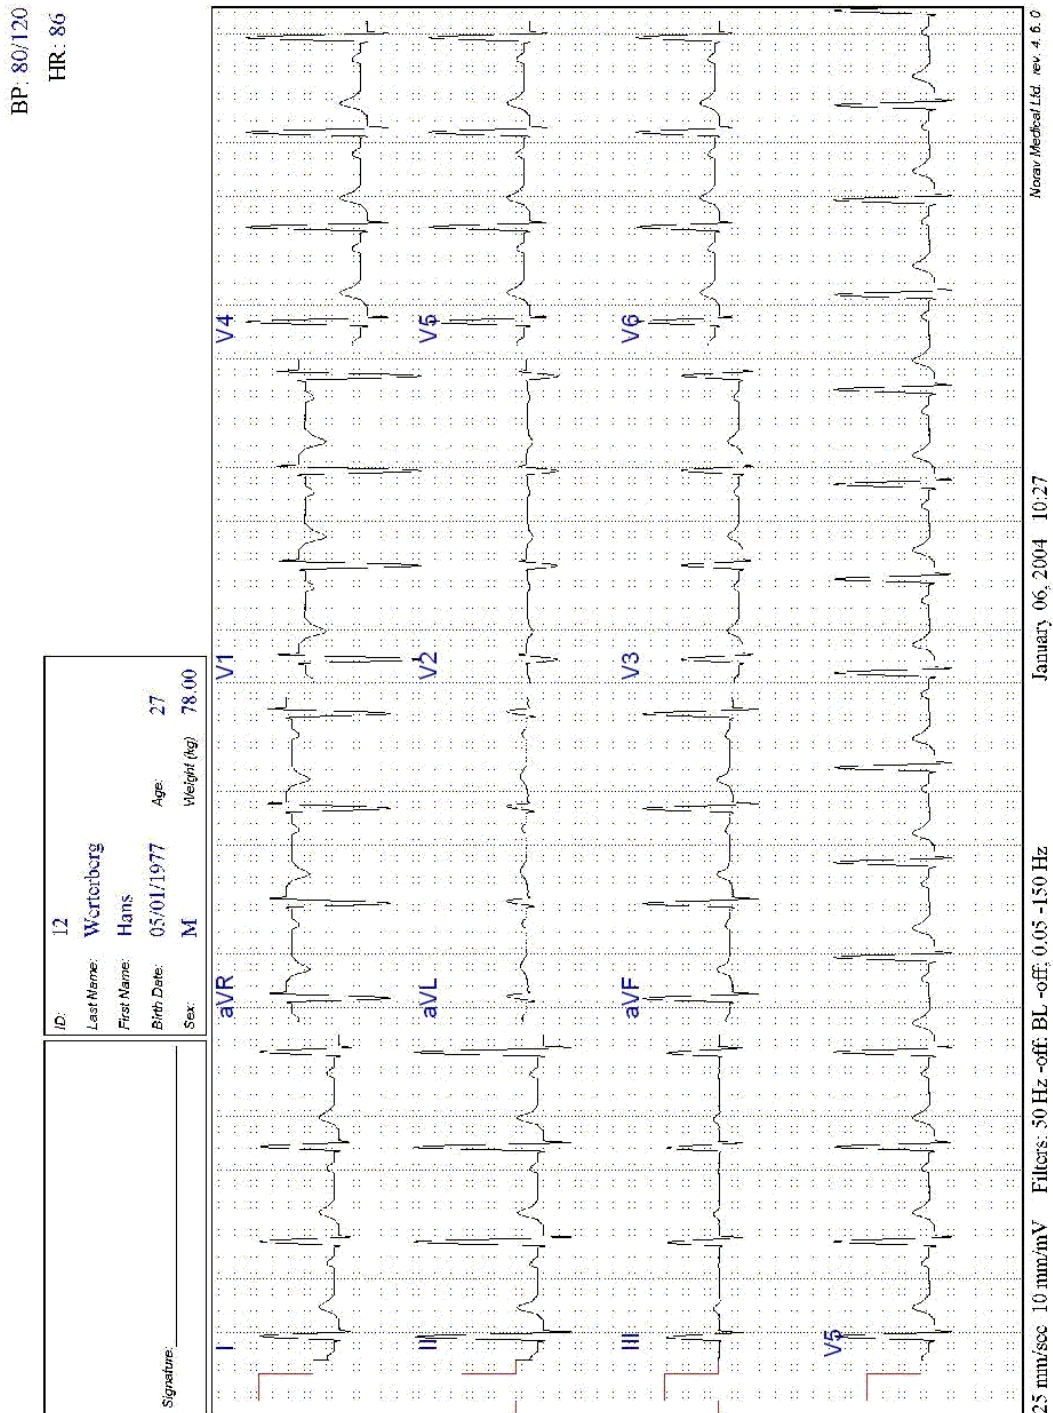 BP: 80/120
HR: 86
ID: 12
Last Name: Werterberg
First Name: Hans
Birth Date: 05/01/1977 Age: 27
Sex: M Weight (kg) 78.00
Signature:
I aVR V1 V4
II aVL V2 V5
III aVF V3 V6
V5
25 mm/sec 10 mm/mV Filters: 50 Hz -off; BL -off; 0.05 -150 Hz January 06, 2004 10:27 Norav Medical Ltd. rev. 4.6.0